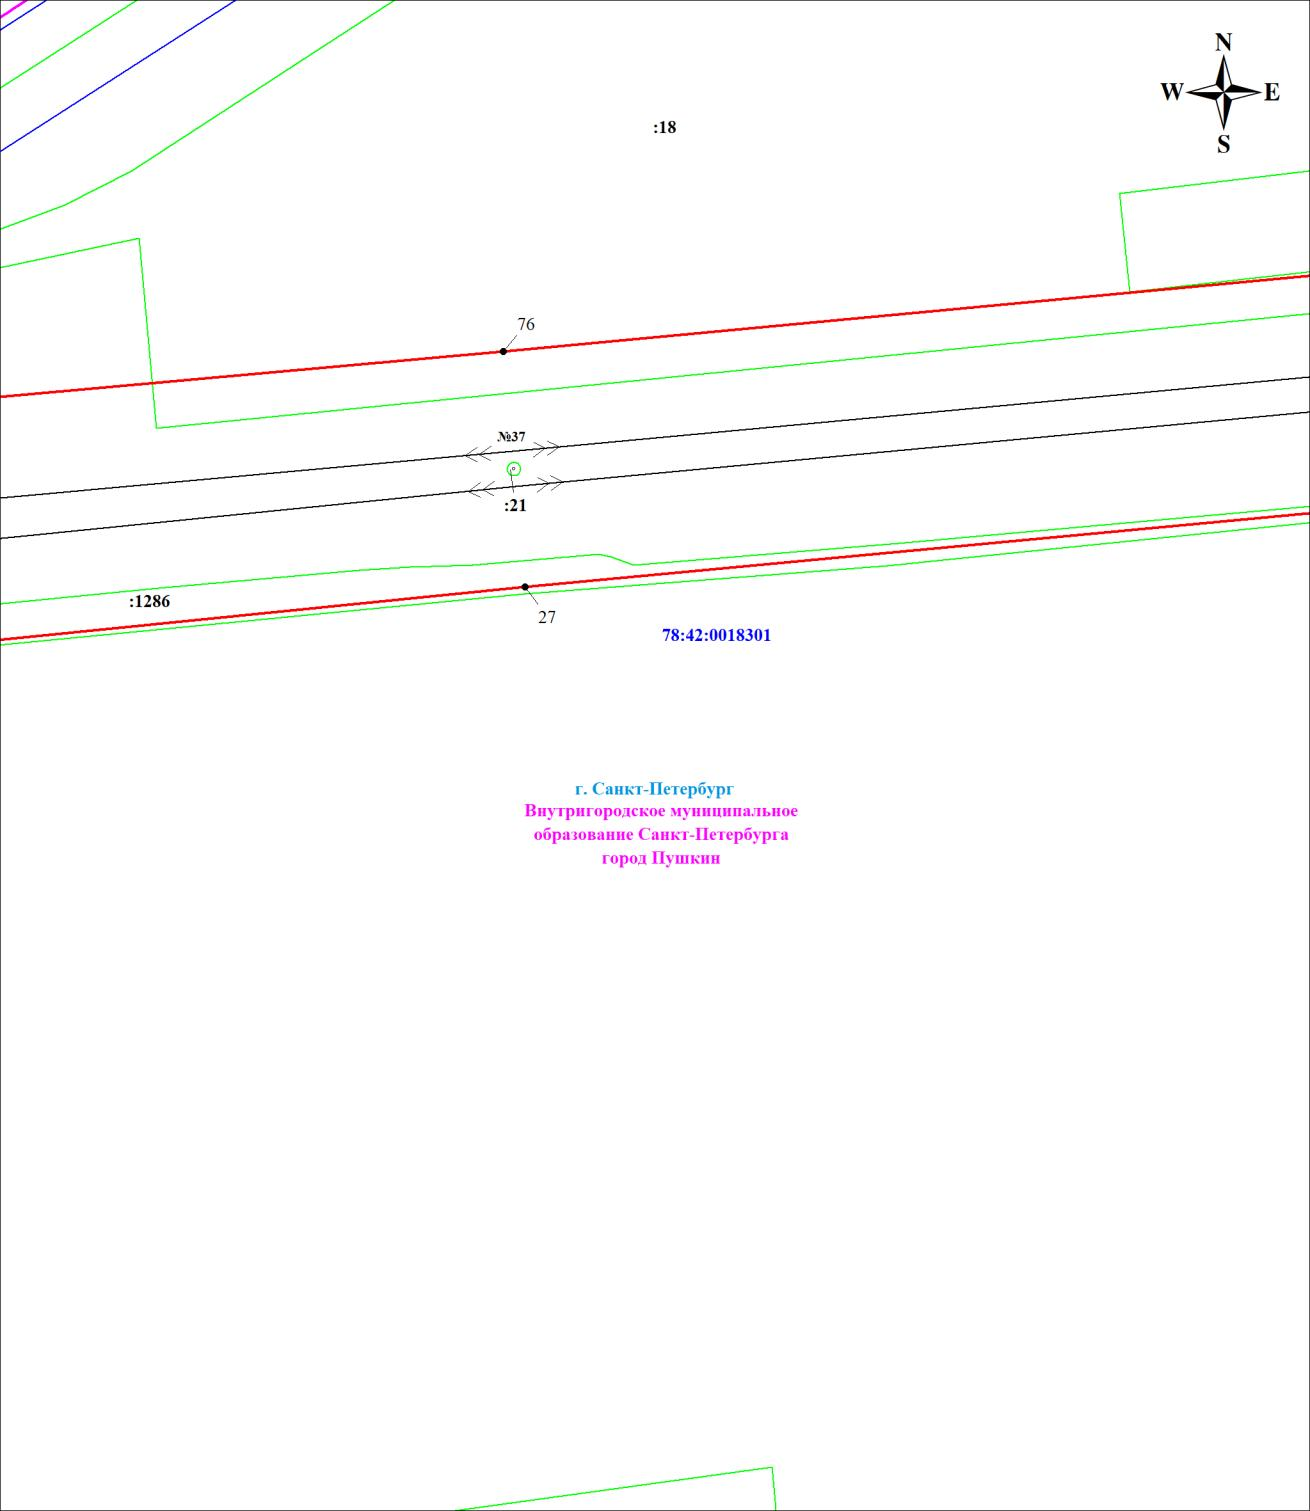 N
W E
S
:18
76
№37
:21
:1286
27
78:42:0018301
г. Санкт-Петербург
Внутригородское муниципальное
образование Санкт-Петербурга
город Пушкин